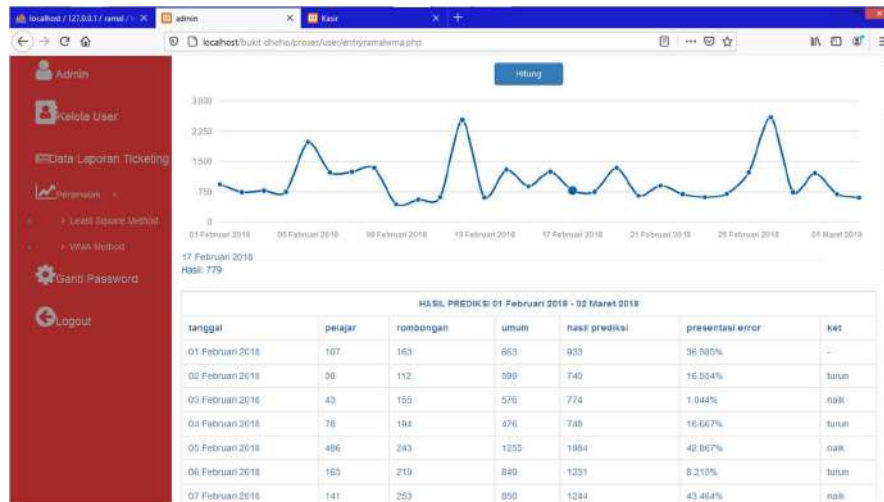 localhost / 127.0.0.1 / ramal /
admin
Kasir
localhost/bukit dheho/proses/user/entryramalwma.php
Admin
Kelola User
Data Laporan Ticketing
Peramalan
Least Square Method
WMA Method
Ganti Password
Logout
Hitung
3,000
2,250
1,500
750
0
01 Februari 2018 05 Februari 2018 09 Februari 2018 13 Februari 2018 17 Februari 2018 21 Februari 2018 25 Februari 2018 01 Maret 2018
17 Februari 2018
Hasil: 779
HASIL PREDIKSI 01 Februari 2018 - 02 Maret 2018
tanggal pelajar rombongan umum hasil prediksi presentasi error ket
01 Februari 2018 107 163 663 933 36.585% -
02 Februari 2018 30 112 599 740 16.554% turun
03 Februari 2018 43 155 576 774 1.044% naik
04 Februari 2018 78 194 476 748 16.667% turun
05 Februari 2018 486 243 1255 1984 42.867% naik
06 Februari 2018 163 219 849 1231 8.215% turun
07 Februari 2018 141 253 850 1244 43.464% naik